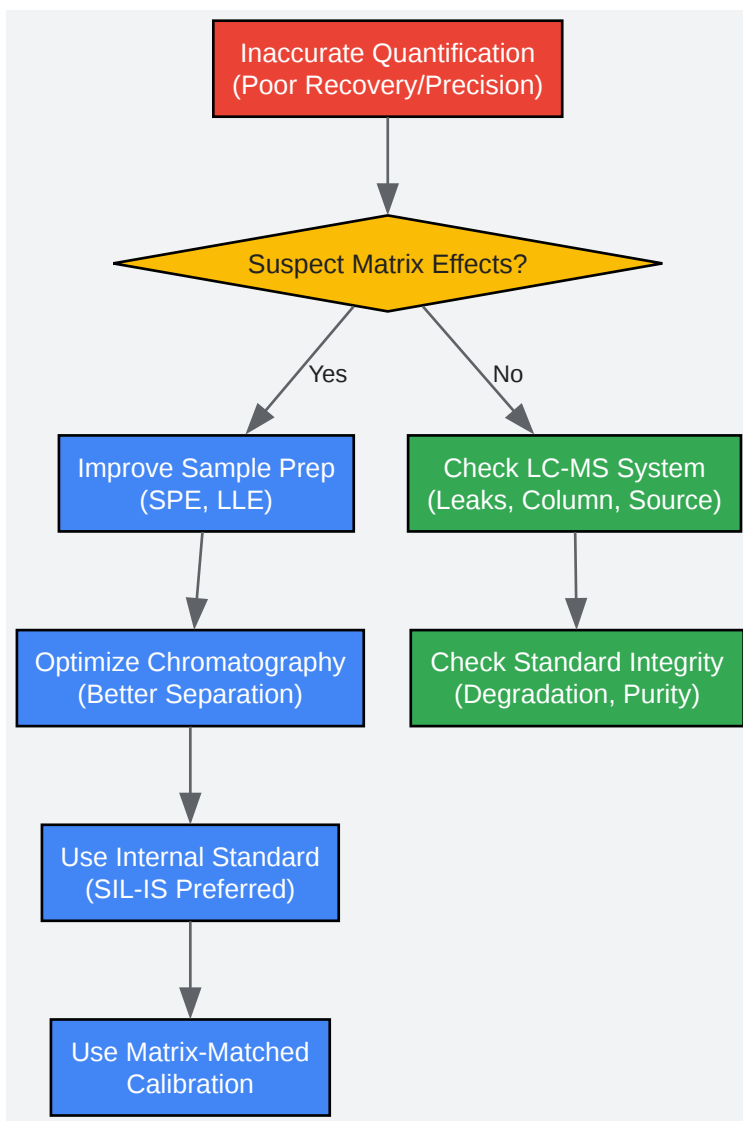 Inaccurate Quantification
(Poor Recovery/Precision)
Suspect Matrix Effects?
Yes
No
Improve Sample Prep
(SPE, LLE)
Check LC-MS System
(Leaks, Column, Source)
Optimize Chromatography
(Better Separation)
Check Standard Integrity
(Degradation, Purity)
Use Internal Standard
(SIL-IS Preferred)
Use Matrix-Matched
Calibration